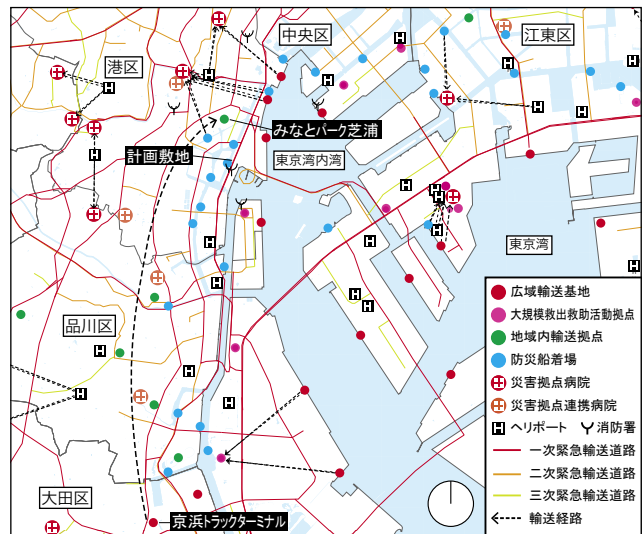 中央区
江東区
港区
みなとパーク芝浦
計画敷地
東京湾内湾
東京湾
品川区
大田区
京浜トラックターミナル
広域輸送基地
大規模救出救助活動拠点
地域内輸送拠点
防災船着場
災害拠点病院
災害拠点連携病院
H ヘリポート 消防署
一次緊急輸送道路
二次緊急輸送道路
三次緊急輸送道路
輸送経路